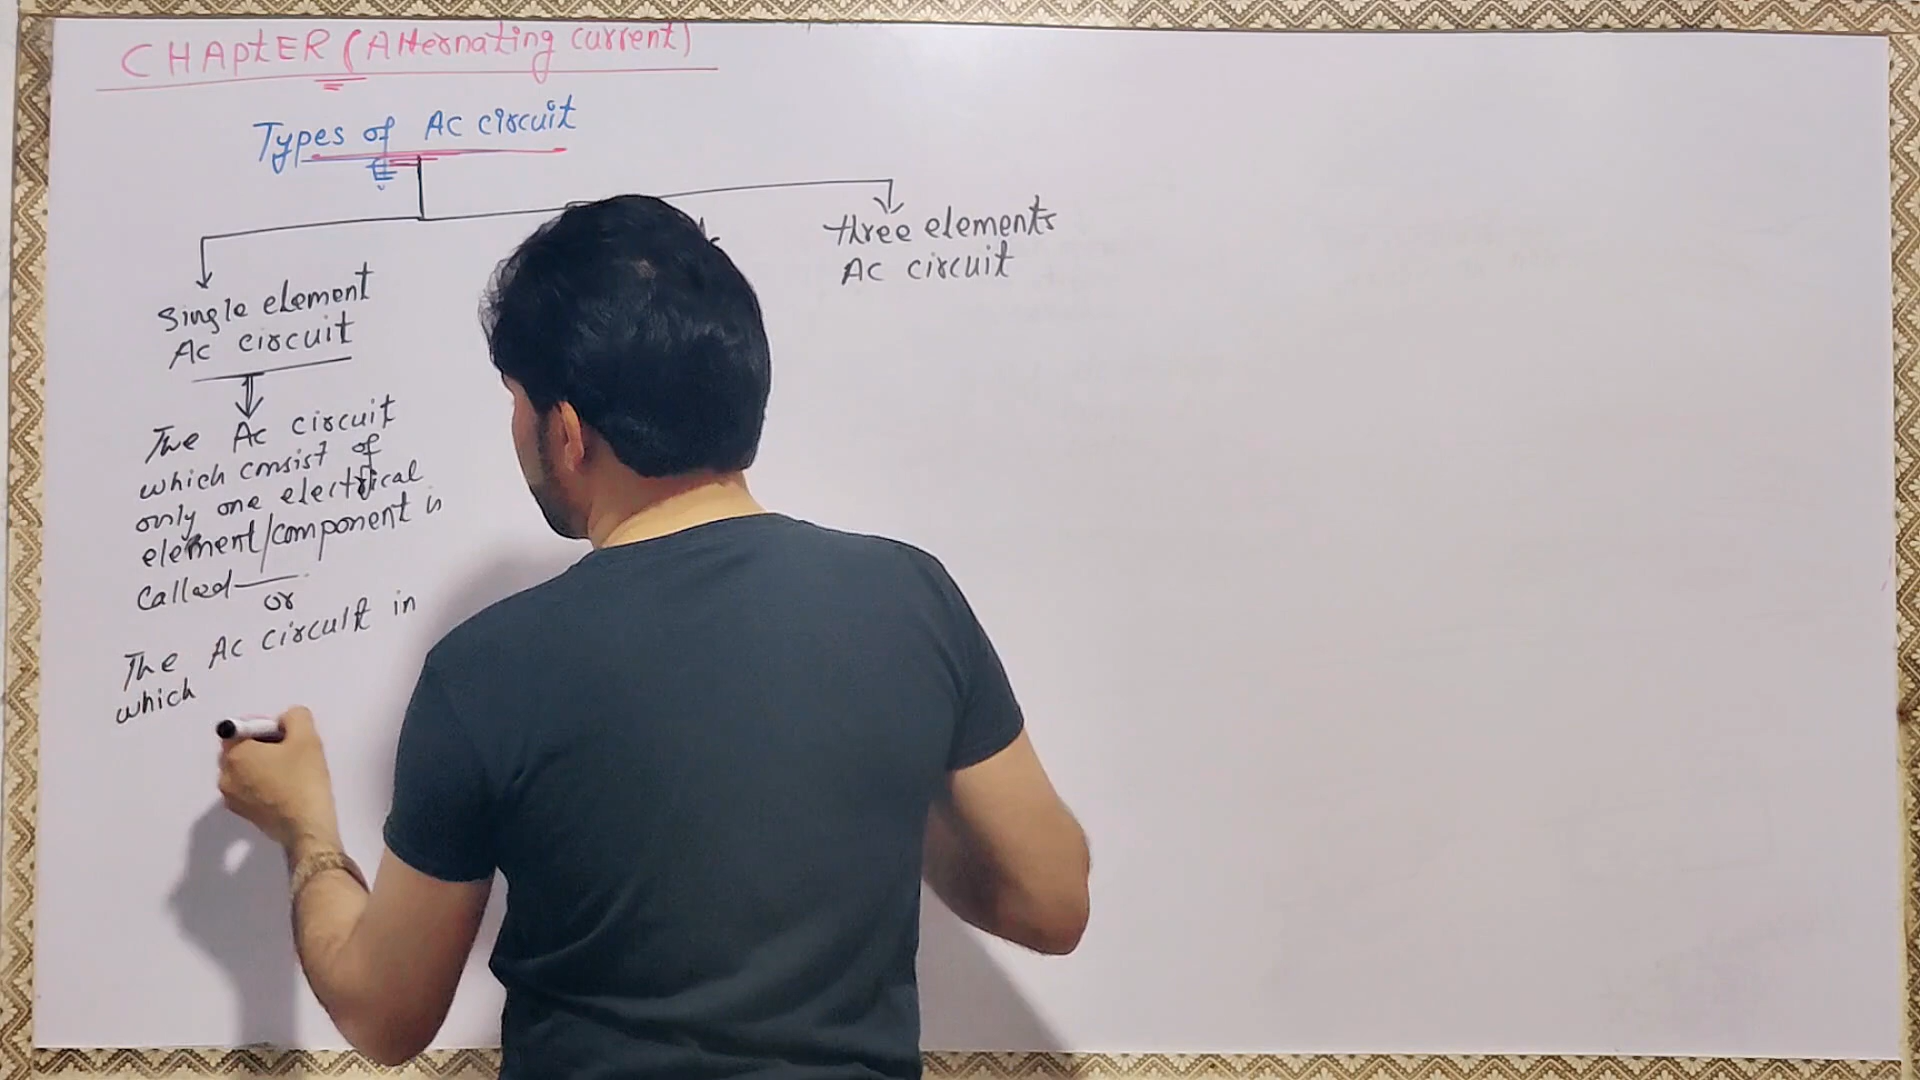 CHAPtER (Alternating current)
Types of AC circuit
Single element
AC circuit
three elements
AC circuit
The AC circuit
which consist of
only one electrical
element/component is
Called
or
The AC circuit in
which